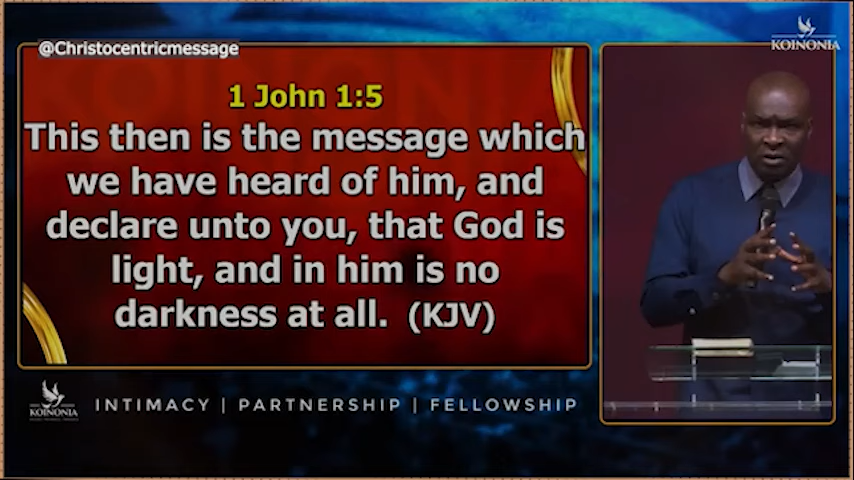 @Christocentricmessage
KOINONIA
1 John 1:5
This then is the message which
we have heard of him, and
declare unto you, that God is
light, and in him is no
darkness at all. (KJV)
KOINONIA
INTIMACY | PARTNERSHIP | FELLOWSHIP